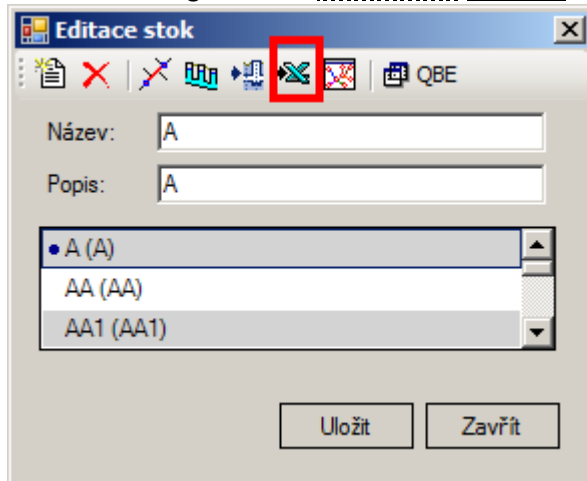 Editace stok
QBE
Název: A
Popis: A
A (A)
AA (AA)
AA1 (AA1)
Uložit Zavřít